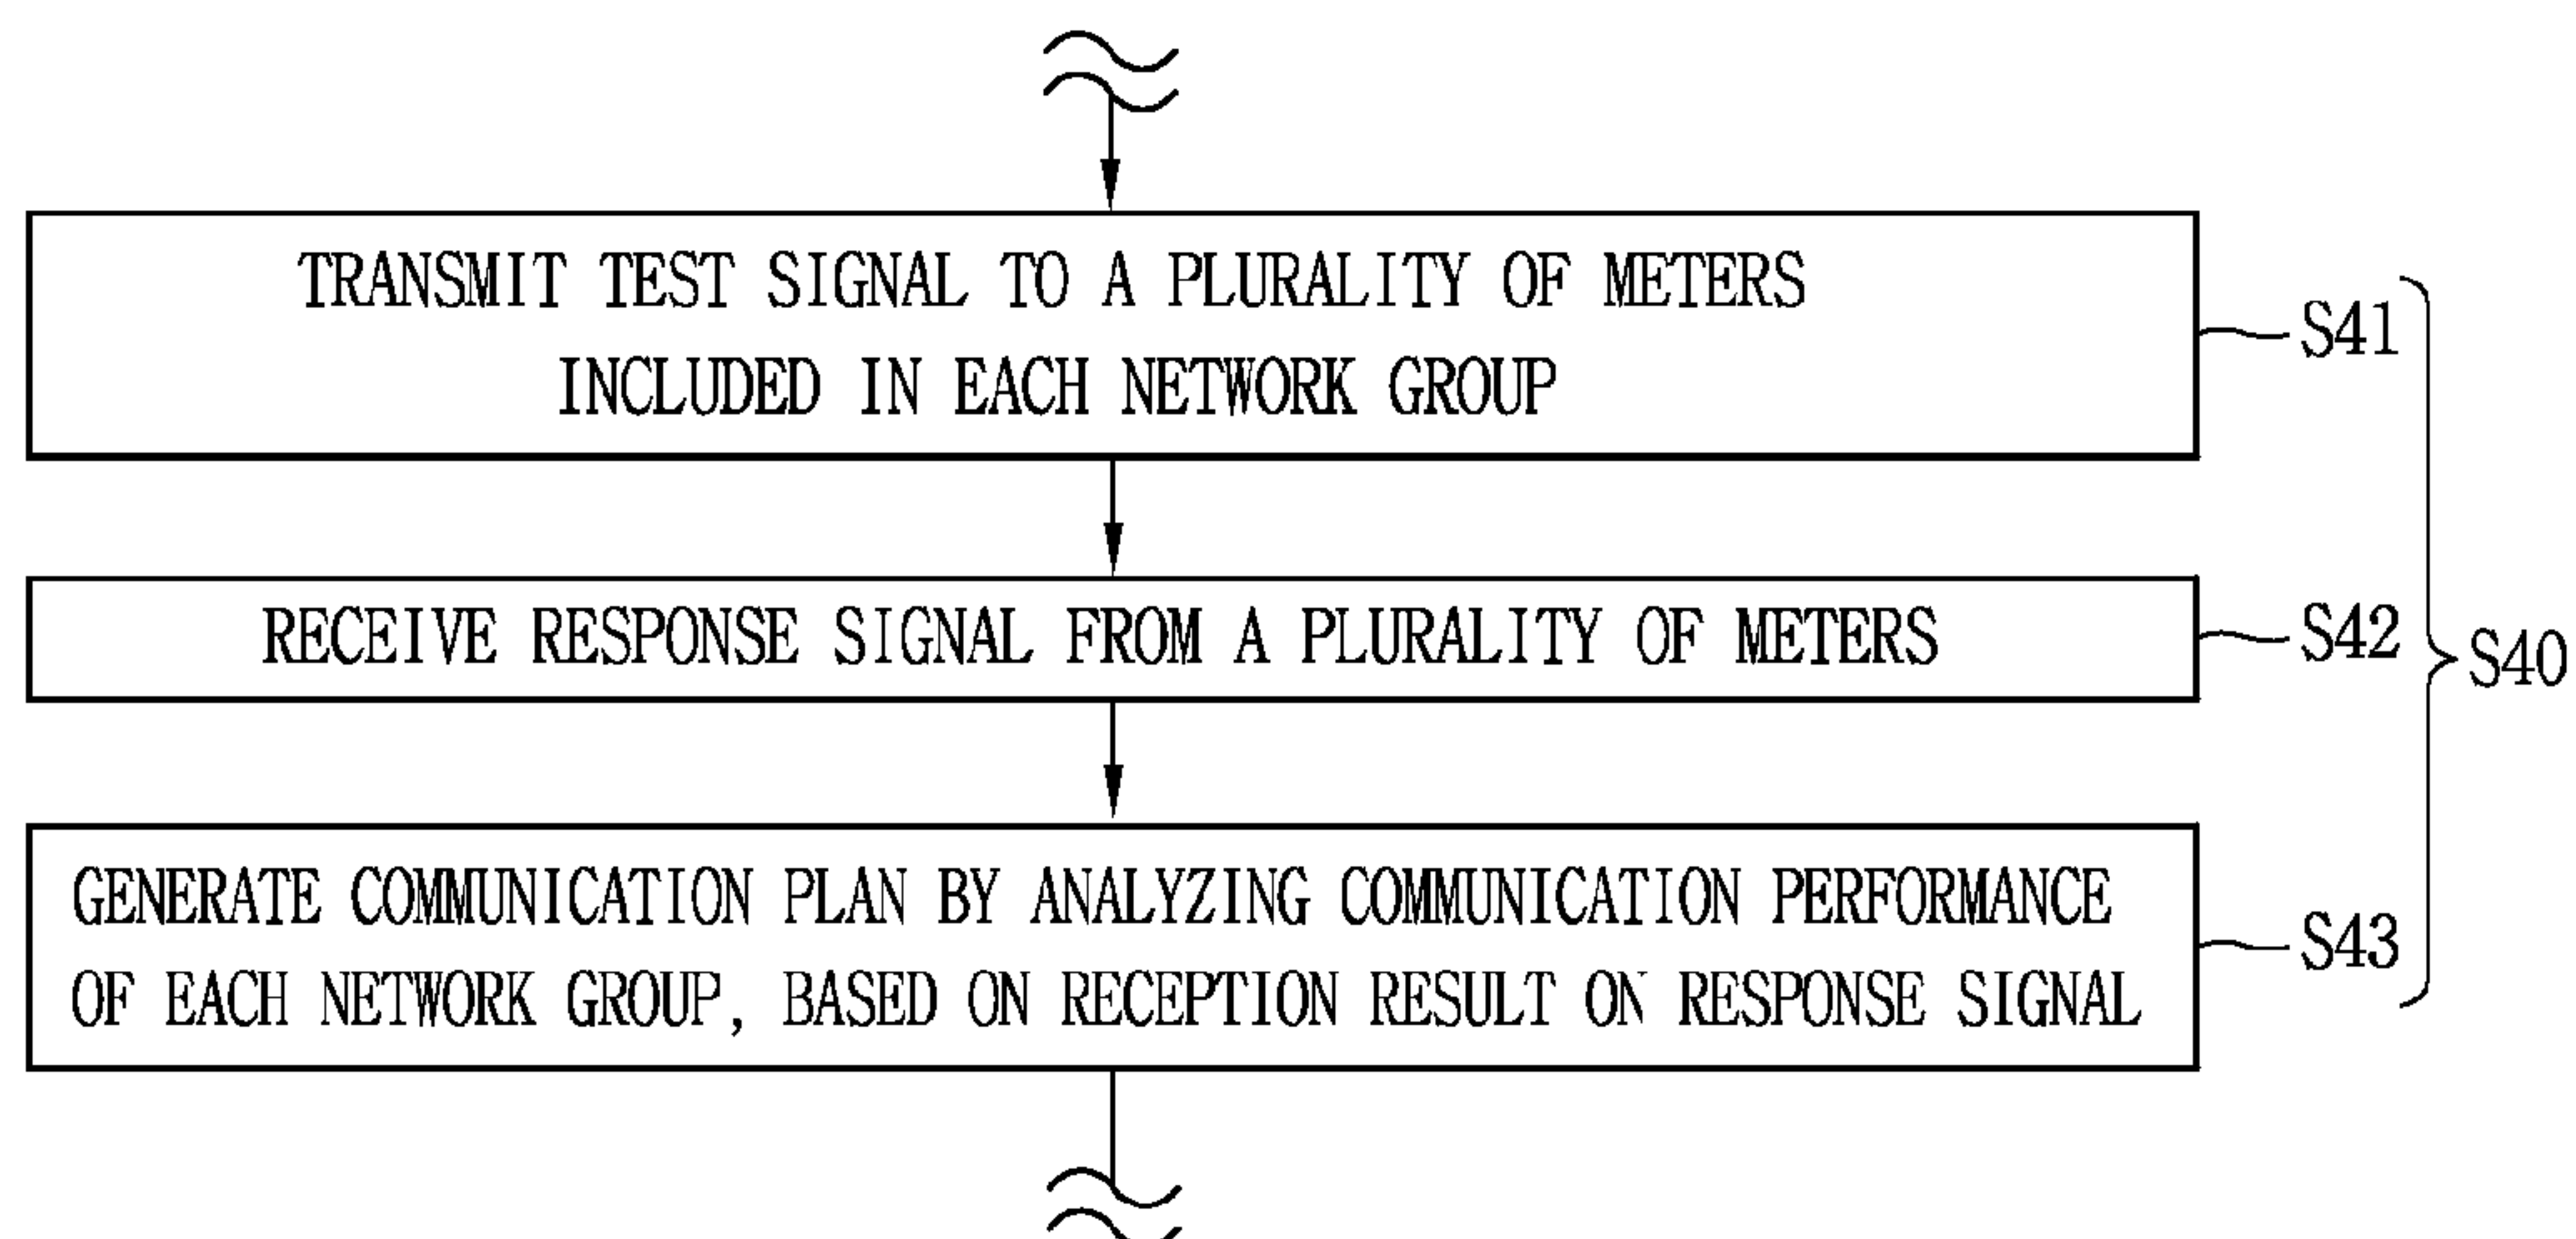 TRANSMIT TEST SIGNAL TO A PLURALITY OF METERS
INCLUDED IN EACH NETWORK GROUP
S41
RECEIVE RESPONSE SIGNAL FROM A PLURALITY OF METERS
S42
S40
GENERATE COMMUNICATION PLAN BY ANALYZING COMMUNICATION PERFORMANCE
OF EACH NETWORK GROUP, BASED ON RECEPTION RESULT ON RESPONSE SIGNAL
S43